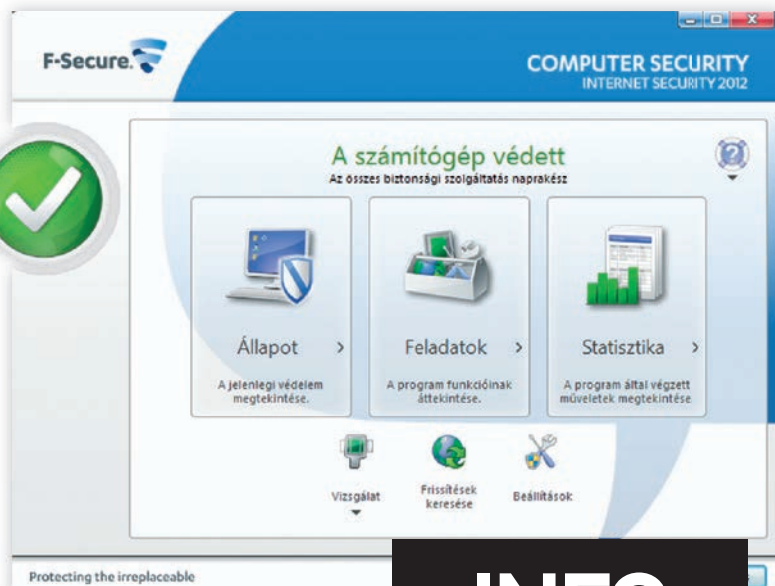 F-Secure.
COMPUTER SECURITY
INTERNET SECURITY 2012
A számítógép védett
Az összes biztonsági szolgáltatás naprakész
Állapot
A jelenlegi védelem
megtekintése.
Feladatok
A program funkcióinak
áttekintése.
Statisztika
A program által végzett
műveletek megtekintése
Vizsgálat
Frissítések
keresése
Beállítások
Protecting the irreplaceable